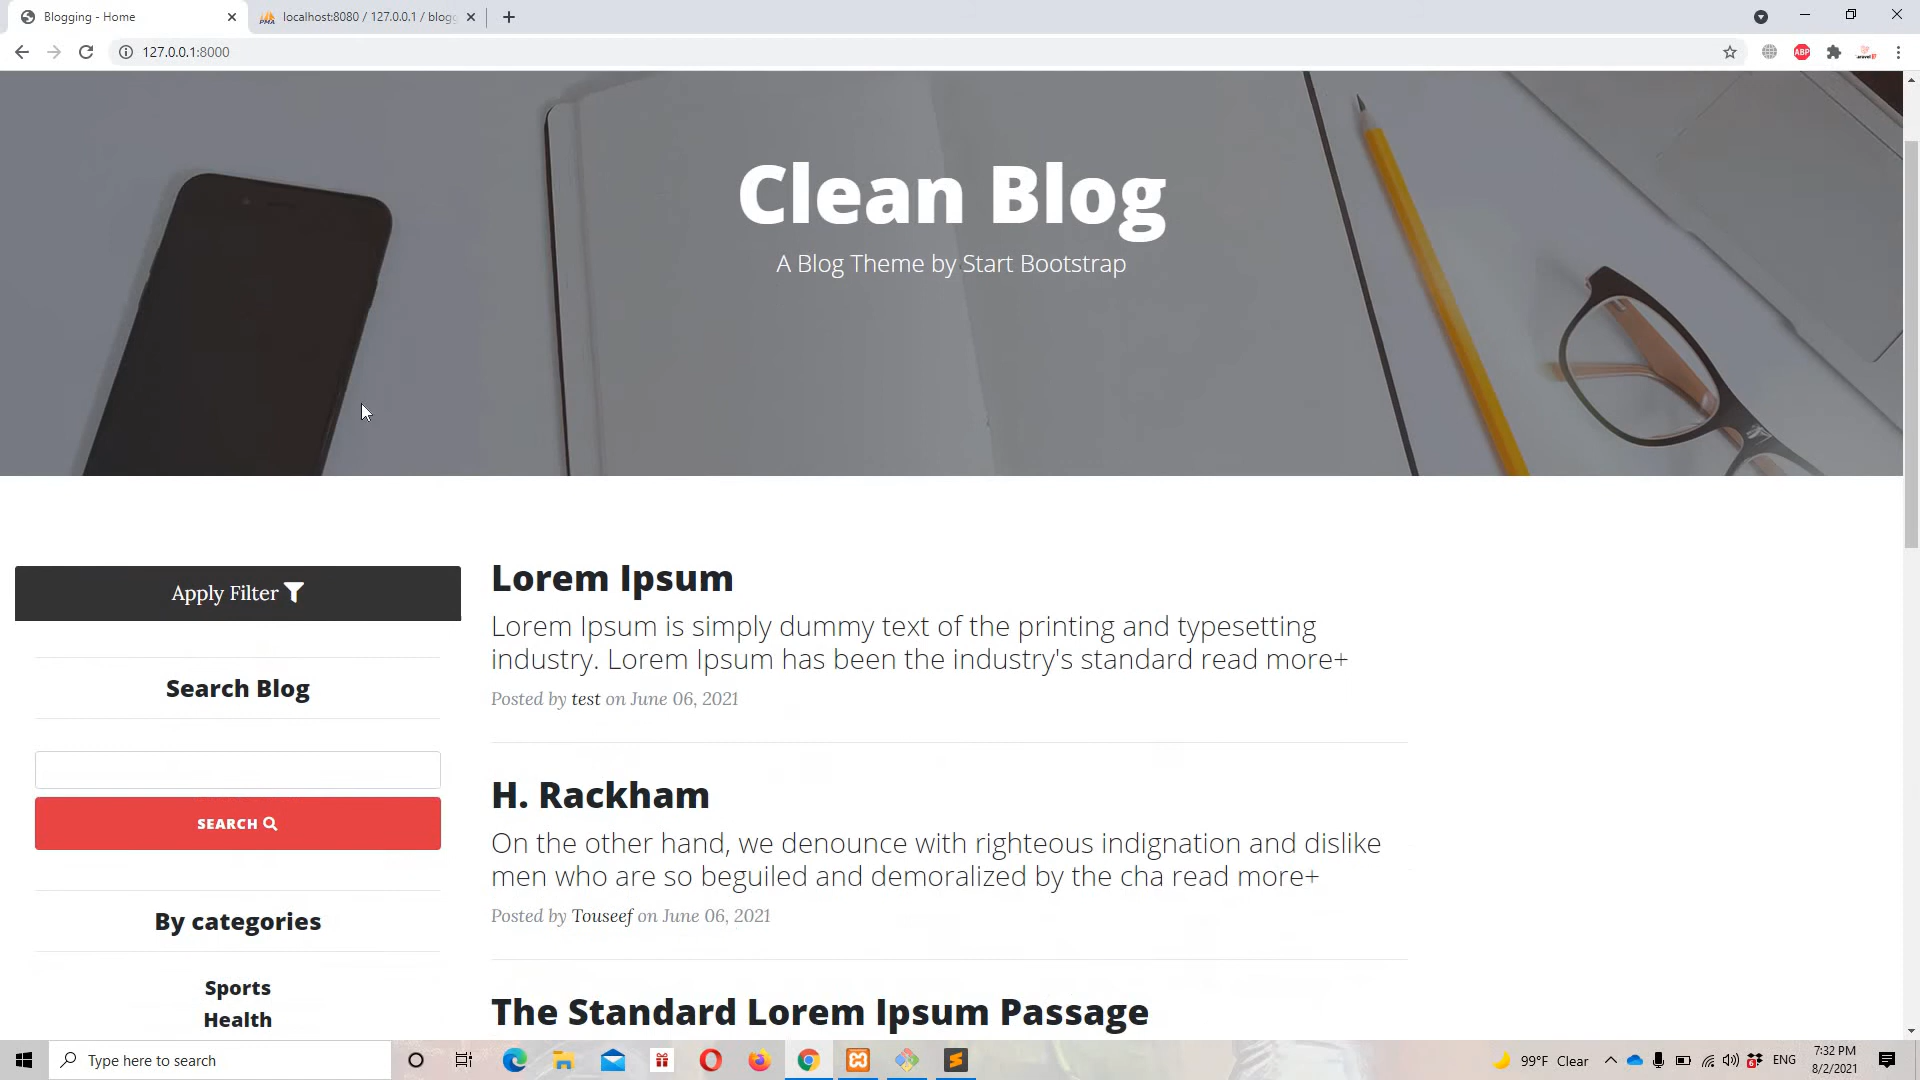 Blogging - Home
localhost:8080 / 127.0.0.1 / blogg
127.0.0.1:8000
ABP
Clean Blog
A Blog Theme by Start Bootstrap
Apply Filter
Search Blog
SEARCH
By categories
Sports
Health
Lorem Ipsum
Lorem Ipsum is simply dummy text of the printing and typesetting
industry. Lorem Ipsum has been the industry's standard read more+
Posted by test on June 06, 2021
H. Rackham
On the other hand, we denounce with righteous indignation and dislike
men who are so beguiled and demoralized by the cha read more+
Posted by Touseef on June 06, 2021
The Standard Lorem Ipsum Passage
Type here to search
99°F Clear
ENG
7:32 PM
8/2/2021